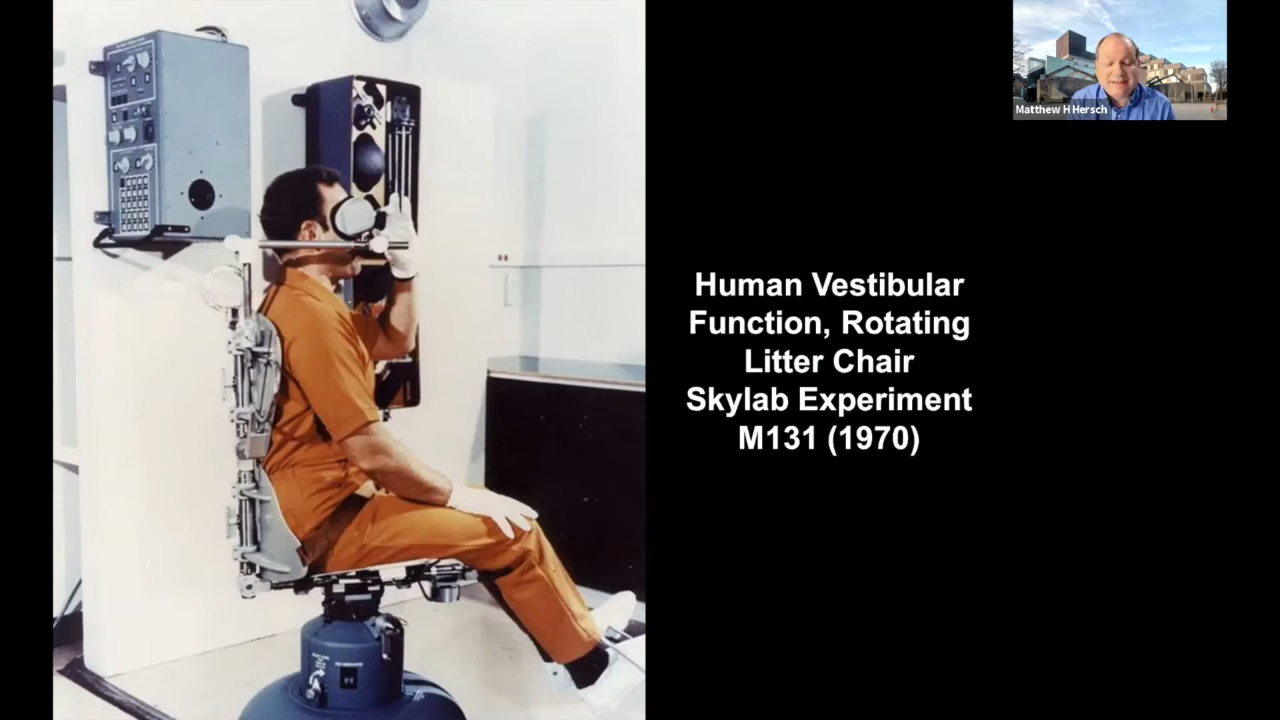 Matthew H Hersch
Human Vestibular
Function, Rotating
Litter Chair
Skylab Experiment
M131 (1970)